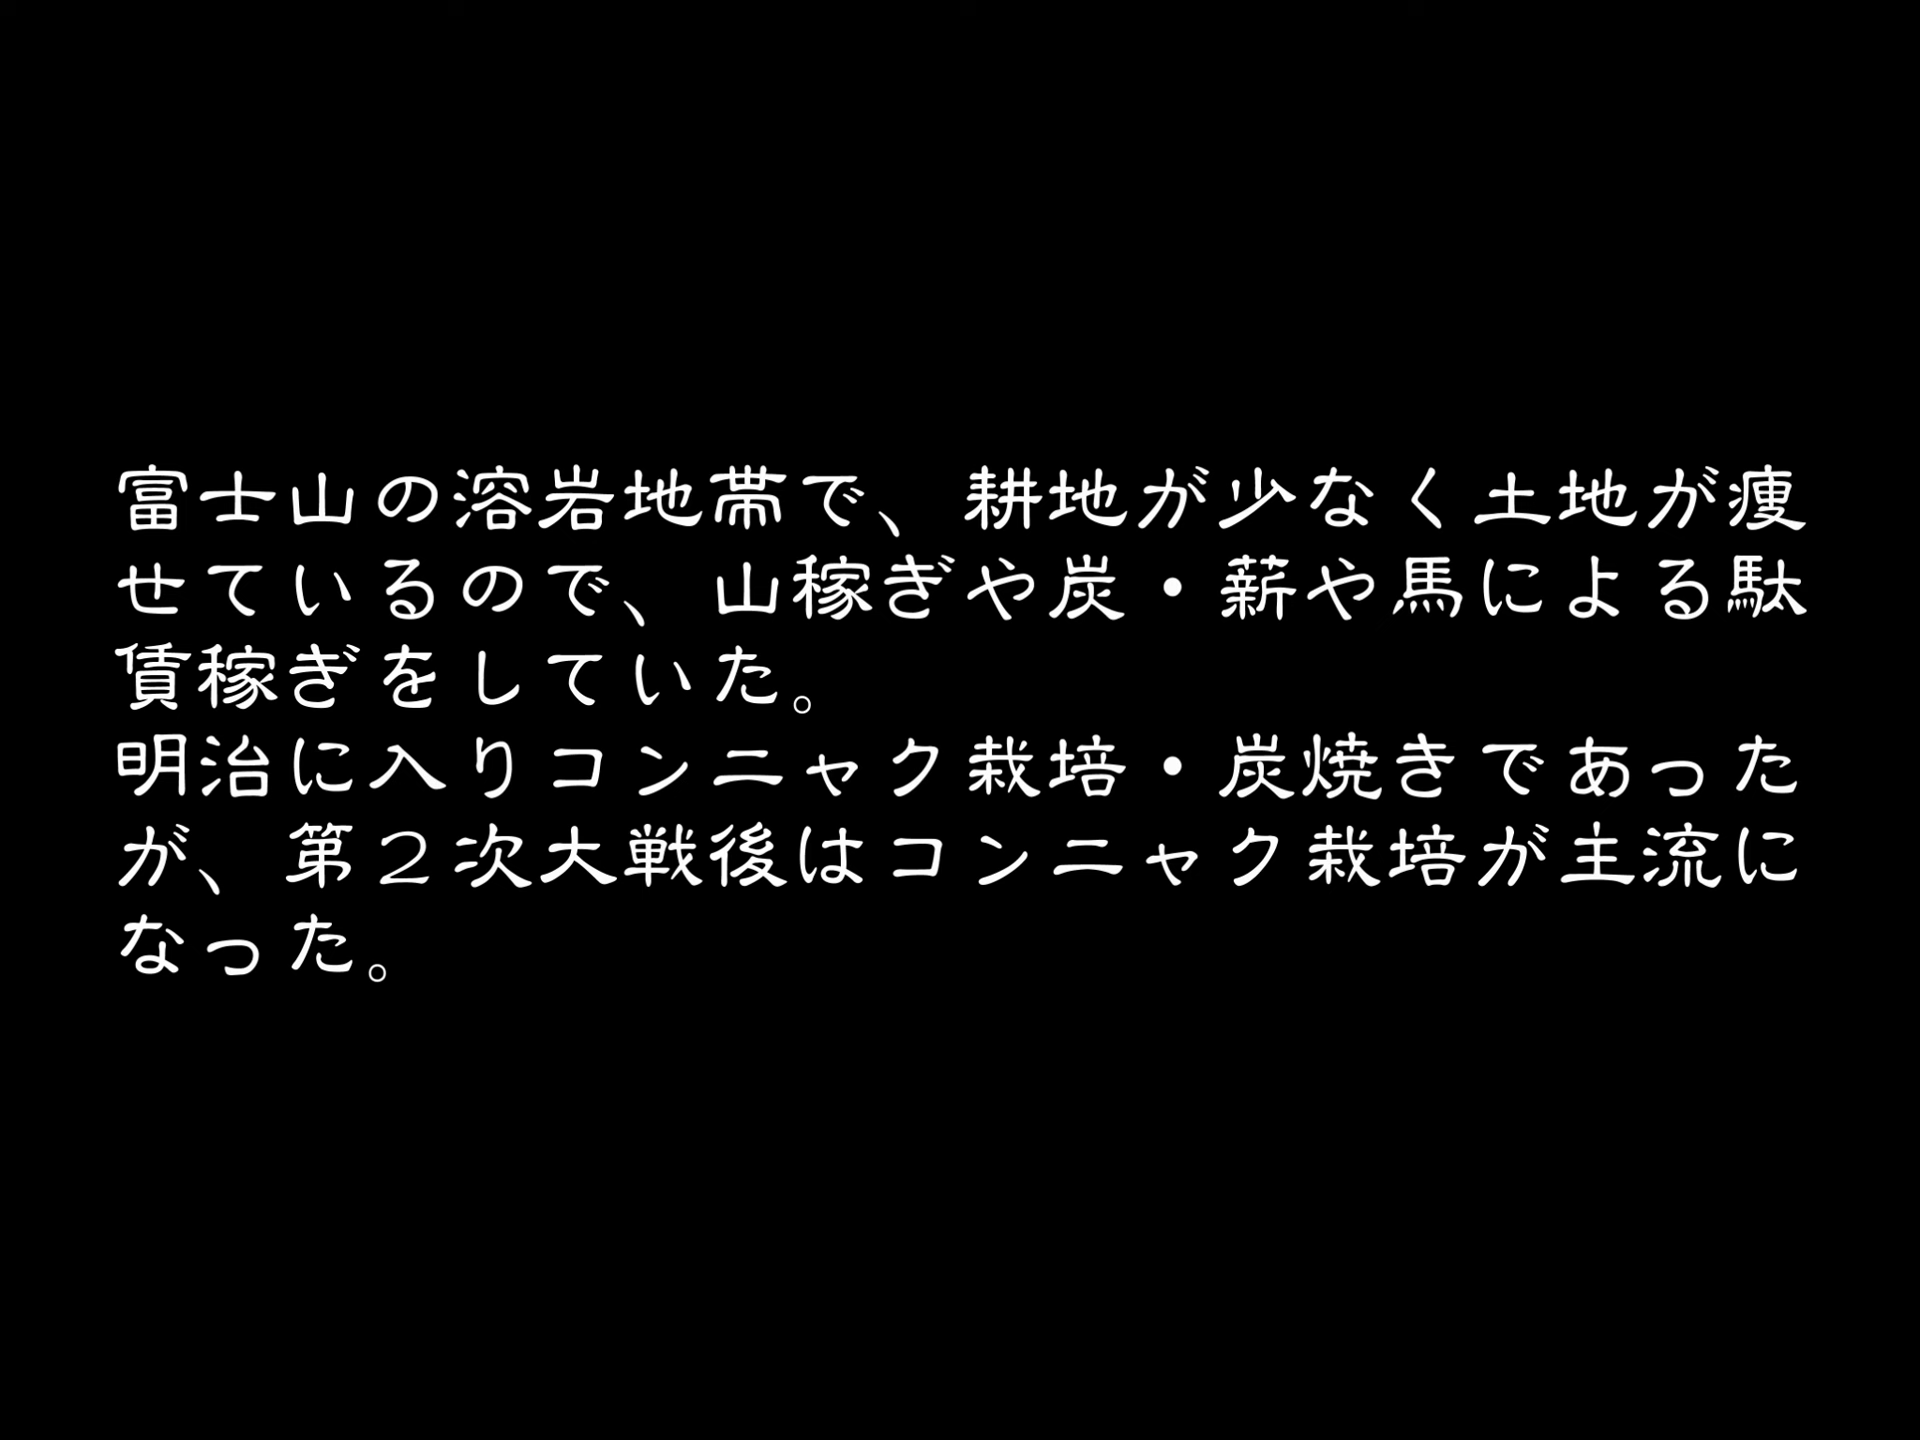 富士山の溶岩地帯で、耕地が少なく土地が痩
せているので、山稼ぎや炭・薪や馬による駄
賃稼ぎをしていた。
明治に入りコンニャク栽培・炭焼きであった
が、第２次大戦後はコンニャク栽培が主流に
なった。